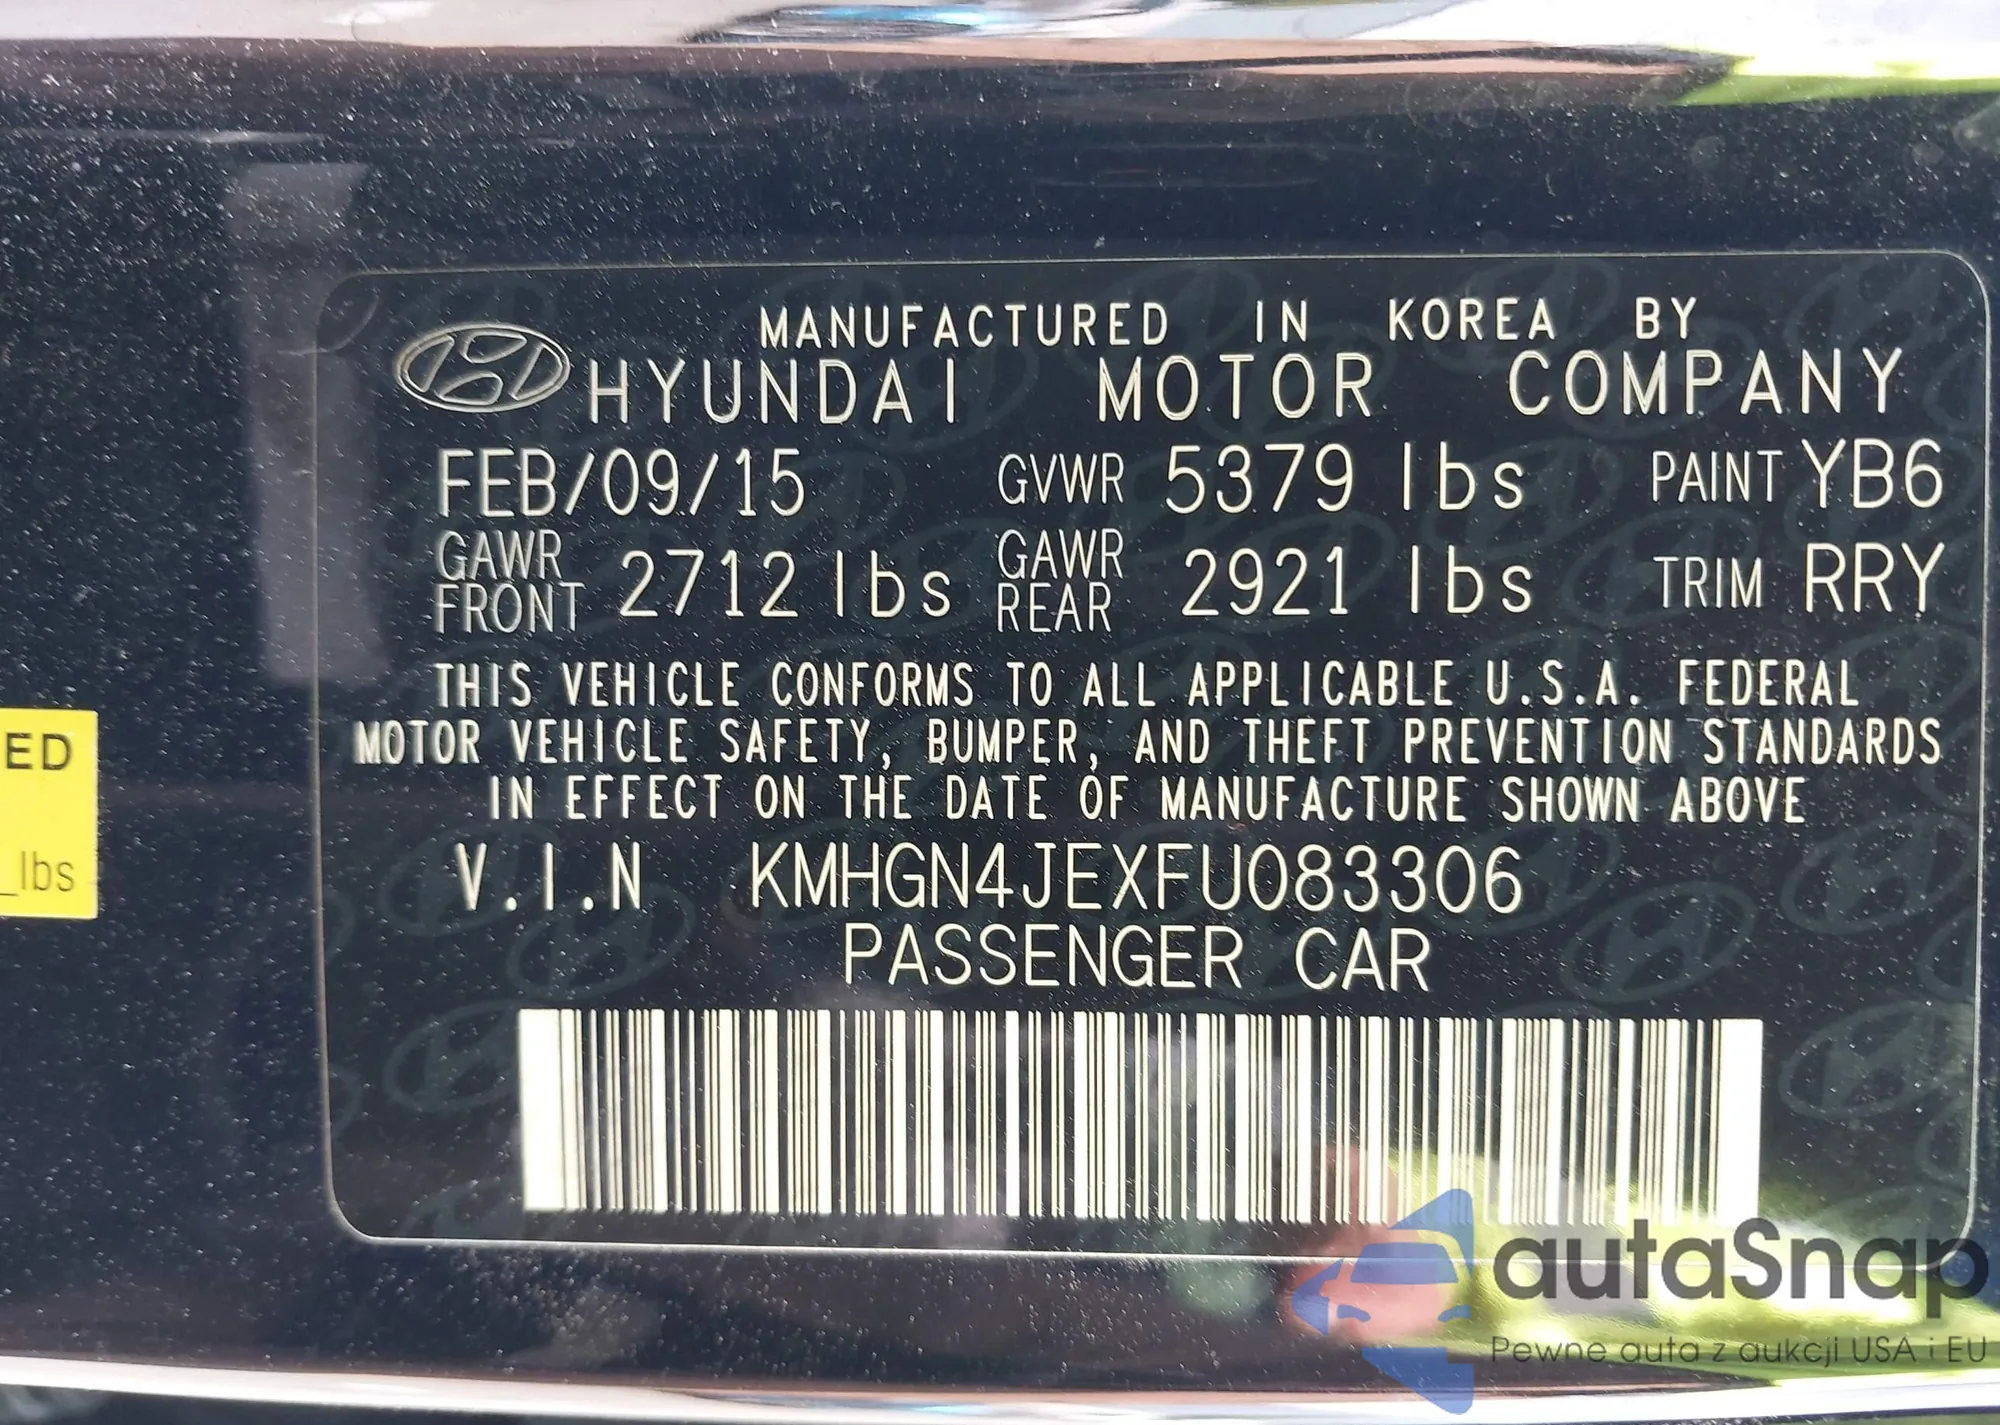 MANUFACTURED IN KOREA BY
HYUNDAI MOTOR COMPANY
FEB/09/15 GVWR 5379 lbs PAINT YB6
GAWR FRONT 2712 lbs GAWR REAR 2921 lbs TRIM RRY
THIS VEHICLE CONFORMS TO ALL APPLICABLE U.S.A. FEDERAL
MOTOR VEHICLE SAFETY, BUMPER, AND THEFT PREVENTION STANDARDS
IN EFFECT ON THE DATE OF MANUFACTURE SHOWN ABOVE
V.I.N KMHGN4JEXFU083306
PASSENGER CAR
ED
_lbs
autaSnap
Pewne auta z aukcji USA i EU